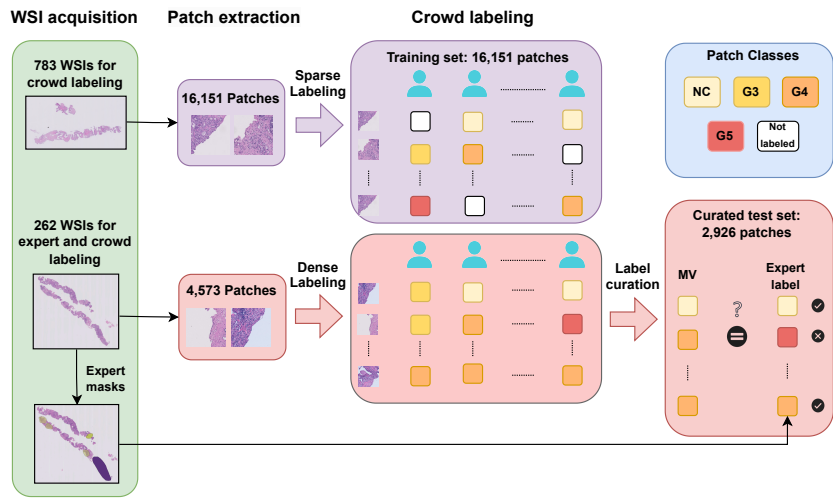 WSI acquisition
Patch extraction
Crowd labeling
783 WSIs for
crowd labeling
16,151 Patches
Sparse
Labeling
Training set: 16,151 patches
Patch Classes
NC
G3
G4
G5
Not
labeled
262 WSIs for
expert and crowd
labeling
4,573 Patches
Dense
Labeling
Label
curation
Curated test set:
2,926 patches
MV
Expert
label
?
Expert
masks